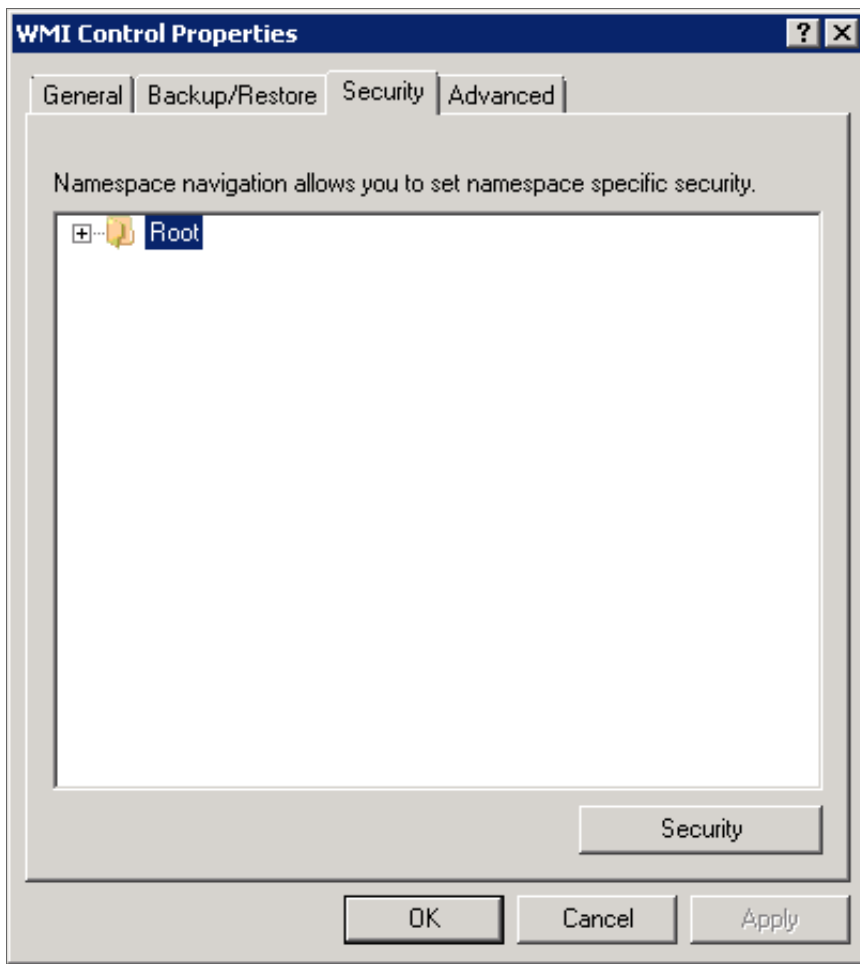 WMI Control Properties
General Backup/Restore Security Advanced
Namespace navigation allows you to set namespace specific security.
Root
Security
OK Cancel Apply